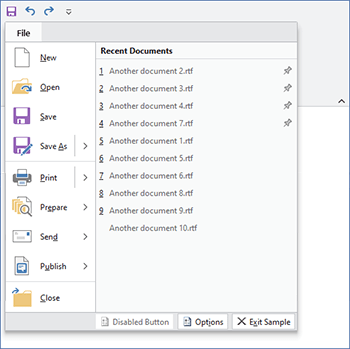 File
Recent Documents
New
Open
Save
Save As
Print
Prepare
Send
Publish
Close
1 Another document 2.rtf
2 Another document 3.rtf
3 Another document 4.rtf
4 Another document 7.rtf
5 Another document 1.rtf
6 Another document 5.rtf
7 Another document 6.rtf
8 Another document 8.rtf
9 Another document 9.rtf
Another document 10.rtf
Disabled Button
Options
Exit Sample